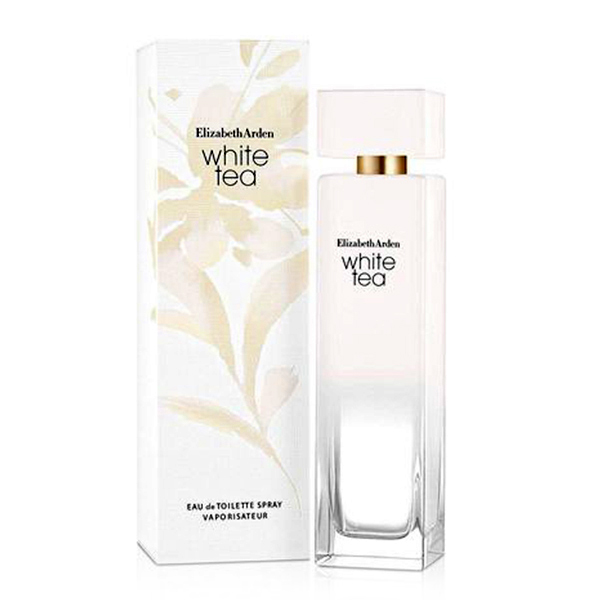 ElizabethArden
white
tea
EAU de TOILETTE SPRAY
VAPORISATEUR
ElizabethArden
white
tea